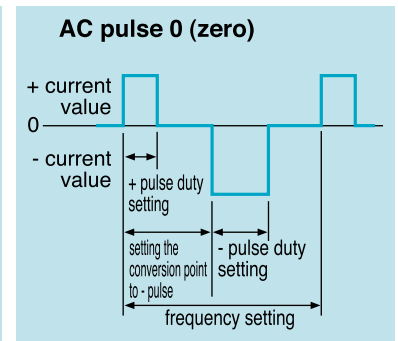 AC pulse 0 (zero)
+ current
value
0
- current
value
+ pulse duty
setting
setting the
conversion point
to - pulse
- pulse duty
setting
frequency setting